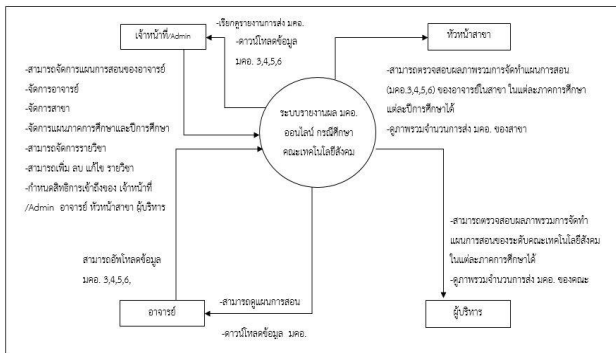 เจ้าหน้าที่/Admin
-เรียกดูรายงานการส่ง มคอ.
-ดาวน์โหลดข้อมูล
มคอ. 3,4,5,6
หัวหน้าสาขา
-สามารถจัดการแผนการสอนของอาจารย์
-จัดการอาจารย์
-จัดการสาขา
-จัดการแผนภาคการศึกษาและปีการศึกษา
-สามารถจัดการรายวิชา
-สามารถเพิ่ม ลบ แก้ไข รายวิชา
-กำหนดสิทธิการเข้าถึงของ เจ้าหน้าที่
/Admin อาจารย์ หัวหน้าสาขา ผู้บริหาร
ระบบรายงานผล มคอ.
ออนไลน์ กรณีศึกษา
คณะเทคโนโลยีสังคม
-สามารถตรวจสอบผลภาพรวมการจัดทำแผนการสอน
(มคอ.3,4,5,6) ของอาจารย์ในสาขา ในแต่ละภาคการศึกษา
แต่ละปีการศึกษาได้
-ดูภาพรวมจำนวนการส่ง มคอ. ของสาขา
สามารถอัพโหลดข้อมูล
มคอ. 3,4,5,6,
-สามารถตรวจสอบผลภาพรวมการจัดทำ
แผนการสอนของระดับคณะเทคโนโลยีสังคม
ในแต่ละภาคการศึกษาได้
-ดูภาพรวมจำนวนการส่ง มคอ. ของคณะ
อาจารย์
-สามารถดูแผนการสอน
-ดาวน์โหลดข้อมูล มคอ.
ผู้บริหาร